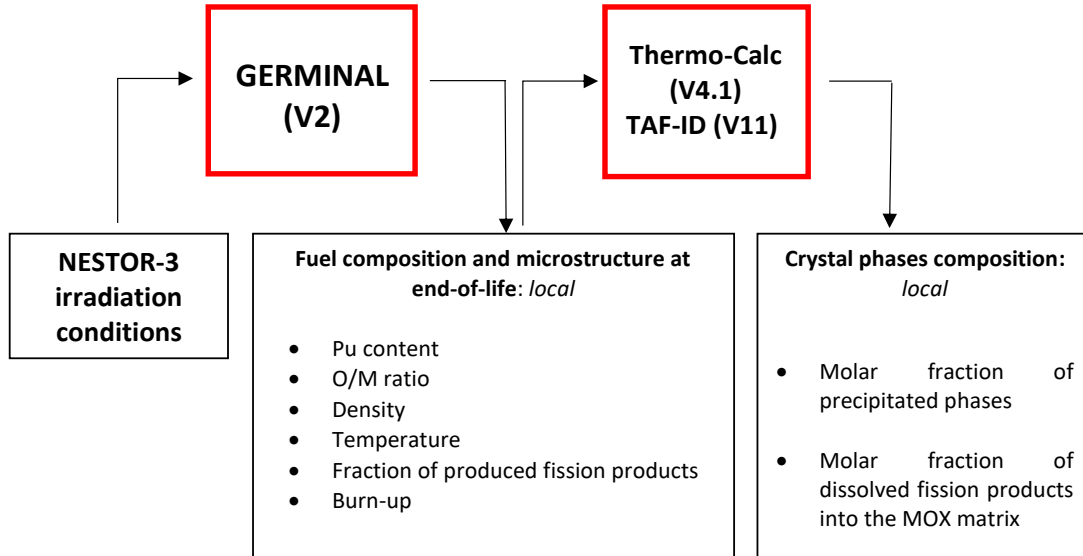 GERMINAL
(V2)
Thermo-Calc
(V4.1)
TAF-ID (V11)
NESTOR-3
irradiation
conditions
Fuel composition and microstructure at
end-of-life: local
• Pu content
• O/M ratio
• Density
• Temperature
• Fraction of produced fission products
• Burn-up
Crystal phases composition:
local
• Molar fraction of
precipitated phases
• Molar fraction of
dissolved fission products
into the MOX matrix